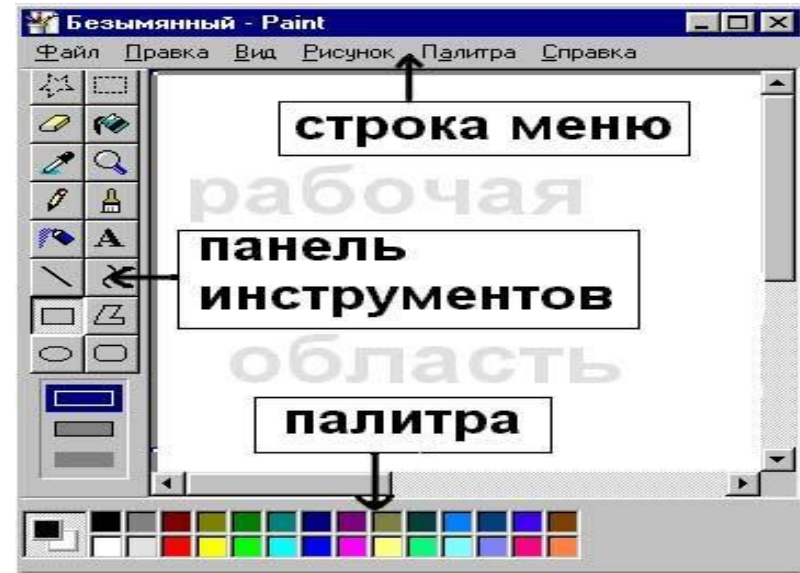 Безымянный - Paint
Файл Правка Вид Рисунок Палитра Справка
строка меню
рабочая
A
панель
инструментов
область
палитра